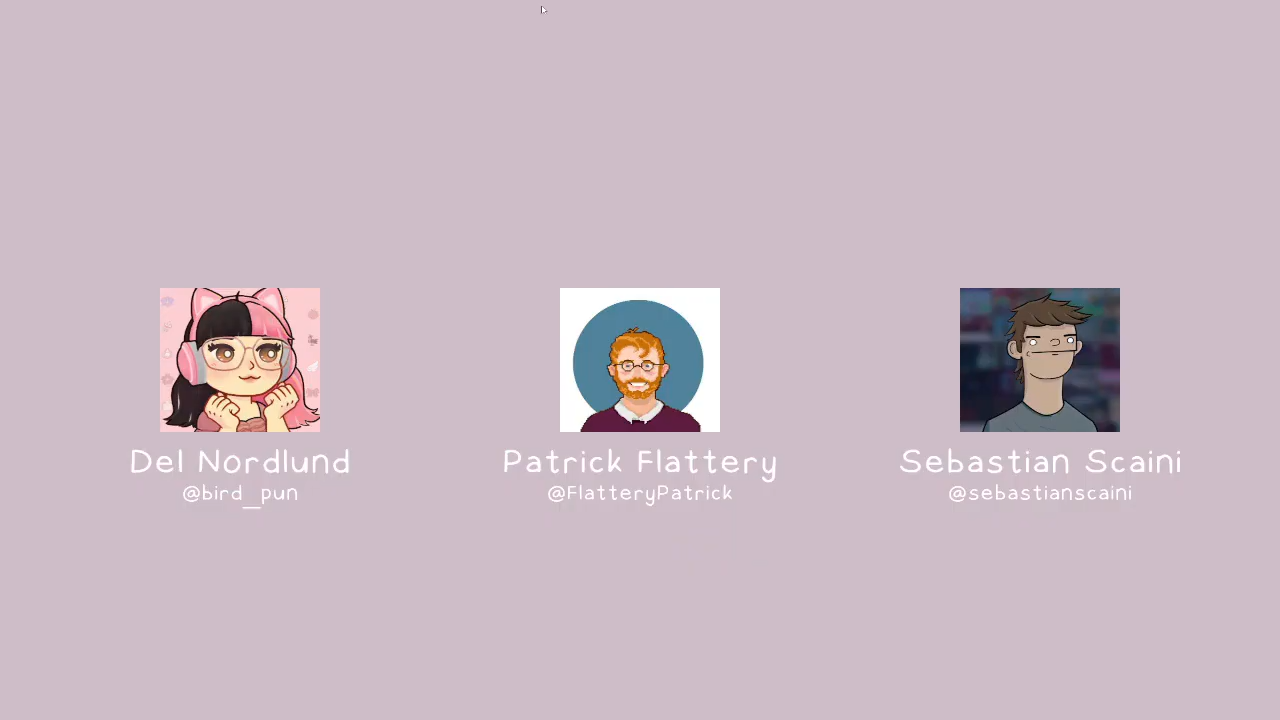 Del Nordlund
@bird_pun
Patrick Flattery
@FlatteryPatrick
Sebastian Scaini
@sebastianscaini